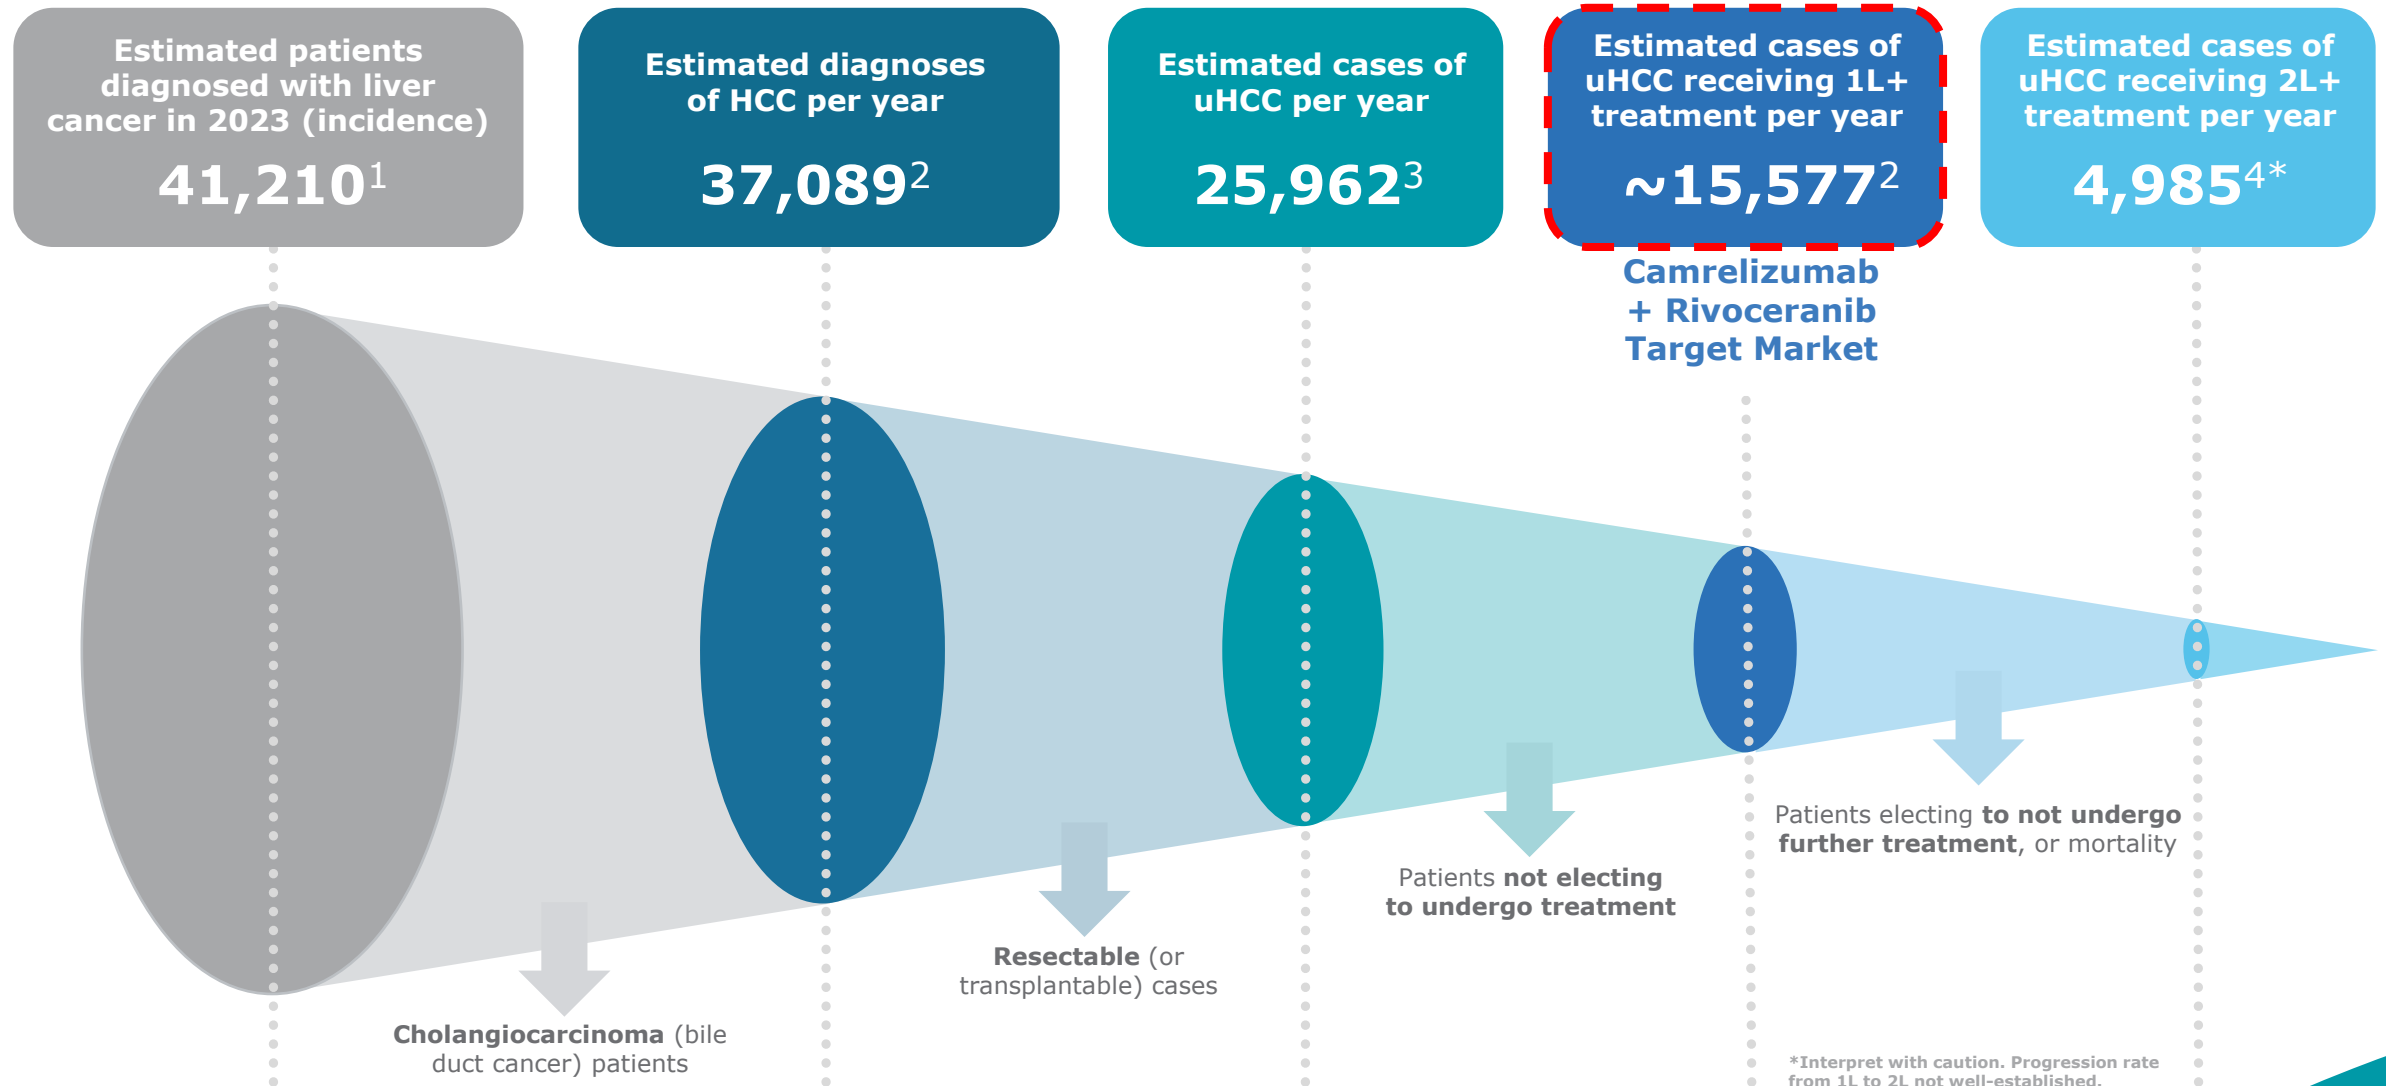 Estimated patients
diagnosed with liver
cancer in 2023 (incidence)
41,210¹
Estimated diagnoses
of HCC per year
37,089²
Estimated cases of
uHCC per year
25,962³
Estimated cases of
uHCC receiving 1L+
treatment per year
~15,577²
Estimated cases of
uHCC receiving 2L+
treatment per year
4,985⁴*
Camrelizumab
+ Rivoceranib
Target Market
Cholangiocarcinoma (bile
duct cancer) patients
Resectable (or
transplantable) cases
Patients not electing
to undergo treatment
Patients electing to not undergo
further treatment, or mortality
*Interpret with caution. Progression rate
from 1L to 2L not well-established.